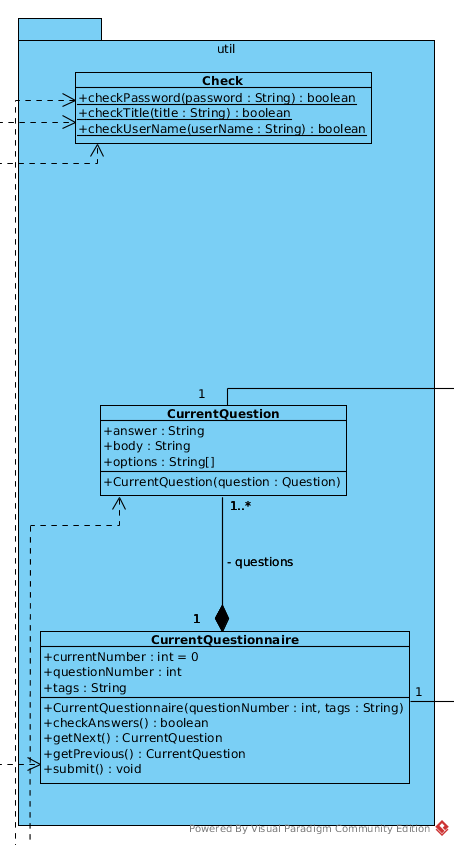 util
Check
+checkPassword(password : String) : boolean
+checkTitle(title : String) : boolean
+checkUserName(userName : String) : boolean
1
CurrentQuestion
+answer : String
+body : String
+options : String[]
+CurrentQuestion(question : Question)
1..*
- questions
1
CurrentQuestionnaire
+currentNumber : int = 0
+questionNumber : int
+tags : String
1
+CurrentQuestionnaire(questionNumber : int, tags : String)
+checkAnswers() : boolean
+getNext() : CurrentQuestion
+getPrevious() : CurrentQuestion
+submit() : void
Powered By Visual Paradigm Community Edition